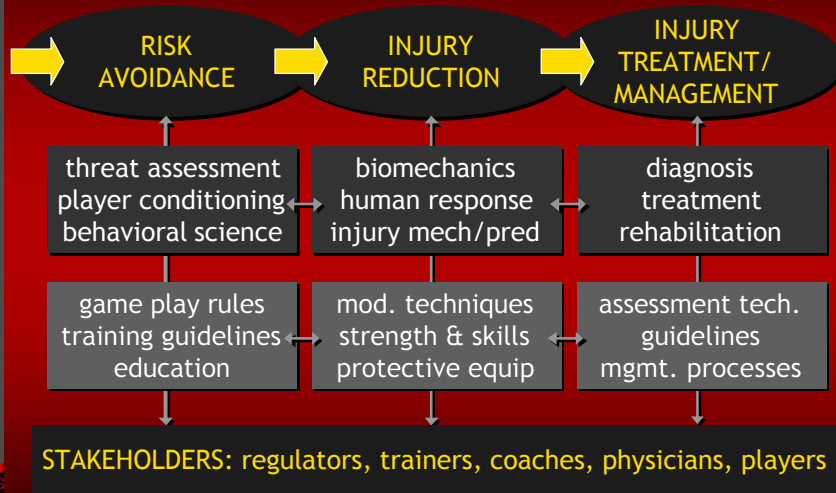 RISK
AVOIDANCE
INJURY
REDUCTION
INJURY
TREATMENT/
MANAGEMENT
threat assessment
player conditioning
behavioral science
biomechanics
human response
injury mech/pred
diagnosis
treatment
rehabilitation
game play rules
training guidelines
education
mod. techniques
strength & skills
protective equip
assessment tech.
guidelines
mgmt. processes
STAKEHOLDERS: regulators, trainers, coaches, physicians, players